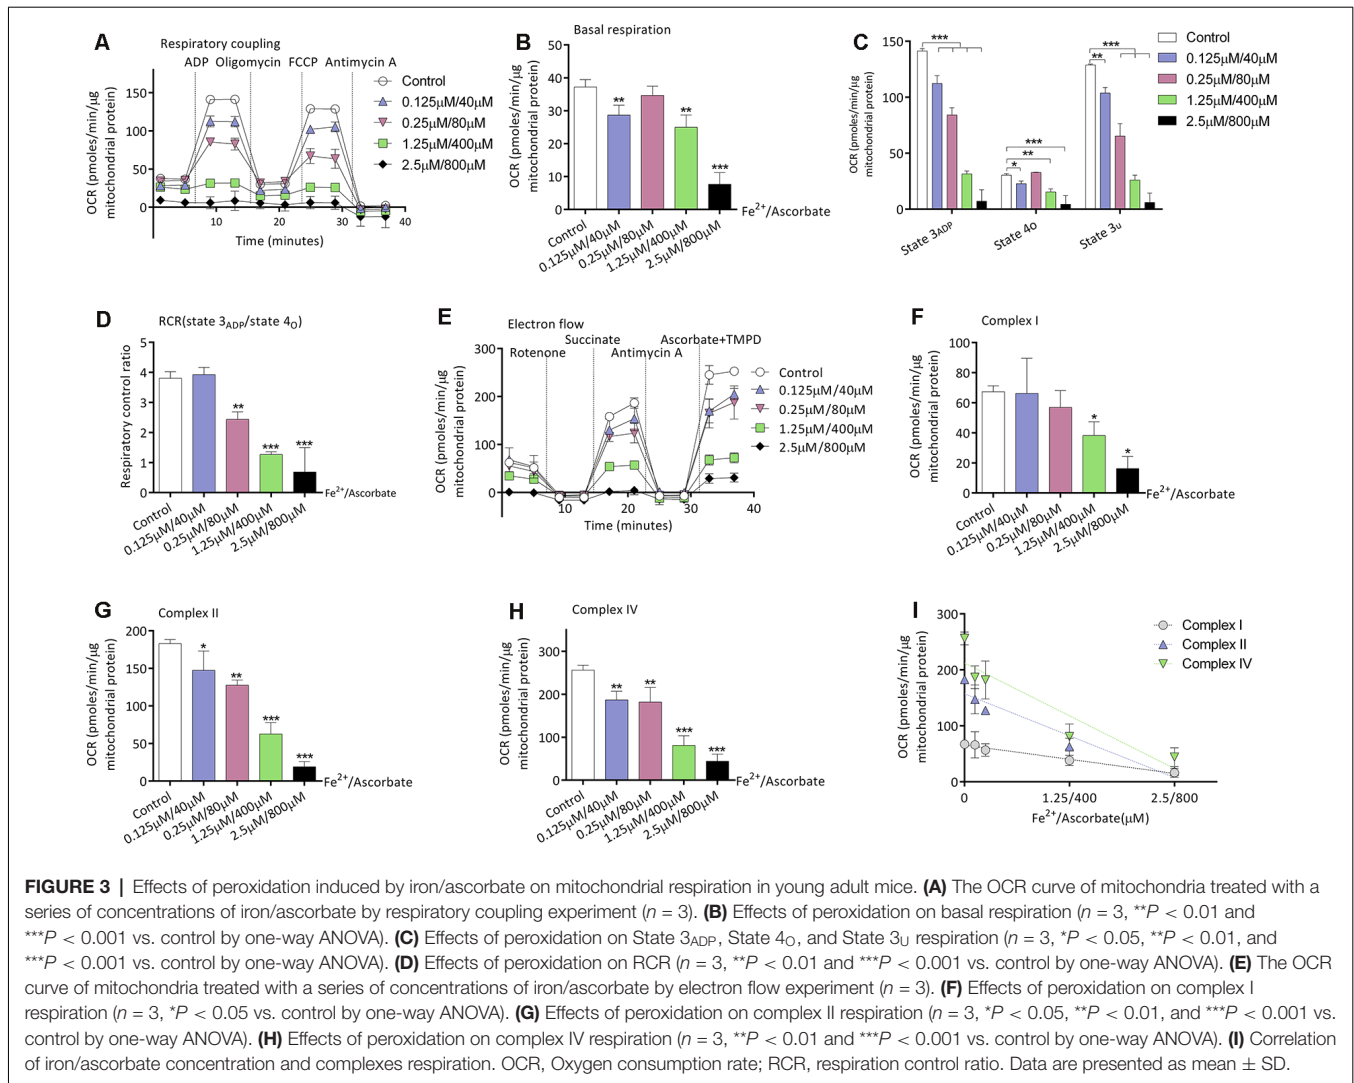 A
Respiratory coupling
ADP Oligomycin FCCP Antimycin A
OCR (pmoles/min/μg
mitochondrial protein)
150
100
50
0
10 20 30 40
Time (minutes)
Control
0.125μM/40μM
0.25μM/80μM
1.25μM/400μM
2.5μM/800μM
B
Basal respiration
OCR (pmoles/min/μg
mitochondrial protein)
50
40
30
20
10
0
** ** ***
Fe2+/Ascorbate
Control
0.125μM/40μM
0.25μM/80μM
1.25μM/400μM
2.5μM/800μM
C
OCR (pmoles/min/μg
mitochondrial protein)
150
100
50
0
***
***
**
*
***
**
State 3ADP
State 4O
State 3U
Control
0.125μM/40μM
0.25μM/80μM
1.25μM/400μM
2.5μM/800μM
D
RCR(state 3ADP/state 4O)
Respiratory control ratio
5
4
3
2
1
0
** *** ***
Fe2+/Ascorbate
Control
0.125μM/40μM
0.25μM/80μM
1.25μM/400μM
2.5μM/800μM
E
Electron flow
Rotenone Succinate Antimycin A Ascorbate+TMPD
OCR (pmoles/min/μg
mitochondrial protein)
300
200
100
0
10 20 30 40
Time (minutes)
Control
0.125μM/40μM
0.25μM/80μM
1.25μM/400μM
2.5μM/800μM
F
Complex I
OCR (pmoles/min/μg
mitochondrial protein)
100
80
60
40
20
0
* *
Fe2+/Ascorbate
Control
0.125μM/40μM
0.25μM/80μM
1.25μM/400μM
2.5μM/800μM
G
Complex II
OCR (pmoles/min/μg
mitochondrial protein)
200
150
100
50
0
* ** *** ***
Fe2+/Ascorbate
Control
0.125μM/40μM
0.25μM/80μM
1.25μM/400μM
2.5μM/800μM
H
Complex IV
OCR (pmoles/min/μg
mitochondrial protein)
300
200
100
0
** ** *** ***
Fe2+/Ascorbate
Control
0.125μM/40μM
0.25μM/80μM
1.25μM/400μM
2.5μM/800μM
I
OCR (pmoles/min/μg
mitochondrial protein)
300
200
100
0
0 1.25/400 2.5/800
Fe2+/Ascorbate(μM)
Complex I
Complex II
Complex IV
FIGURE 3 | Effects of peroxidation induced by iron/ascorbate on mitochondrial respiration in young adult mice. (A) The OCR curve of mitochondria treated with a
series of concentrations of iron/ascorbate by respiratory coupling experiment (n = 3). (B) Effects of peroxidation on basal respiration (n = 3, **P < 0.01 and
***P < 0.001 vs. control by one-way ANOVA). (C) Effects of peroxidation on State 3ADP, State 4O, and State 3U respiration (n = 3, *P < 0.05, **P < 0.01, and
***P < 0.001 vs. control by one-way ANOVA). (D) Effects of peroxidation on RCR (n = 3, **P < 0.01 and ***P < 0.001 vs. control by one-way ANOVA). (E) The OCR
curve of mitochondria treated with a series of concentrations of iron/ascorbate by electron flow experiment (n = 3). (F) Effects of peroxidation on complex I
respiration (n = 3, *P < 0.05 vs. control by one-way ANOVA). (G) Effects of peroxidation on complex II respiration (n = 3, *P < 0.05, **P < 0.01, and ***P < 0.001 vs.
control by one-way ANOVA). (H) Effects of peroxidation on complex IV respiration (n = 3, **P < 0.01 and ***P < 0.001 vs. control by one-way ANOVA). (I) Correlation
of iron/ascorbate concentration and complexes respiration. OCR, Oxygen consumption rate; RCR, respiration control ratio. Data are presented as mean ± SD.